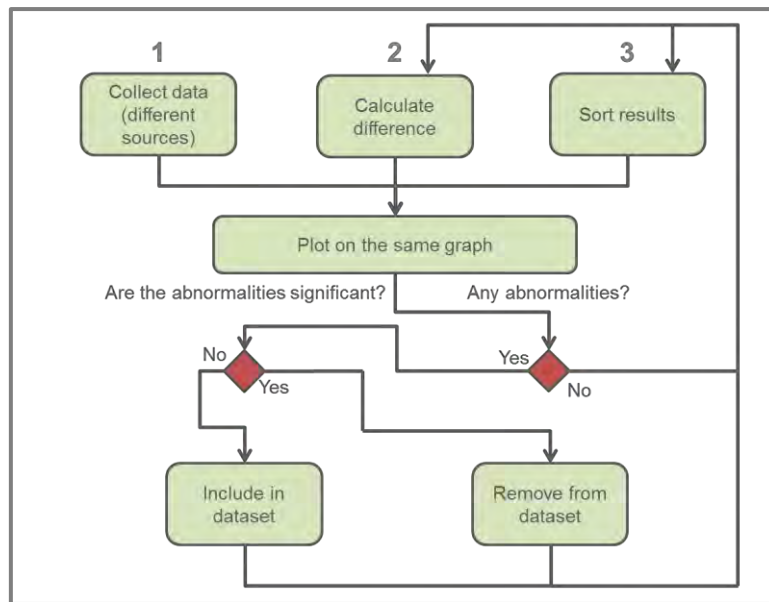 1
2
3
Collect data
(different
sources)
Calculate
difference
Sort results
Plot on the same graph
Are the abnormalities significant?
Any abnormalities?
No
Yes
Yes
No
Include in
dataset
Remove from
dataset